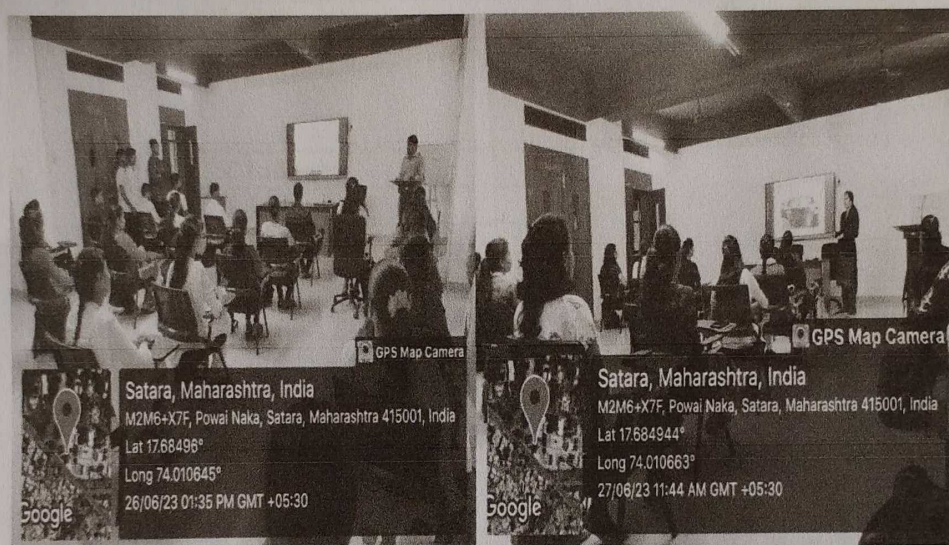 GPS Map Camera
Satara, Maharashtra, India
M2M6+X7F, Powai Naka, Satara, Maharashtra 415001, India
Lat 17.68496°
Long 74.010645°
26/06/23 01:35 PM GMT +05:30
Google
GPS Map Camera
Satara, Maharashtra, India
M2M6+X7F, Powai Naka, Satara, Maharashtra 415001, India
Lat 17.684944°
Long 74.010663°
27/06/23 11:44 AM GMT +05:30
Google